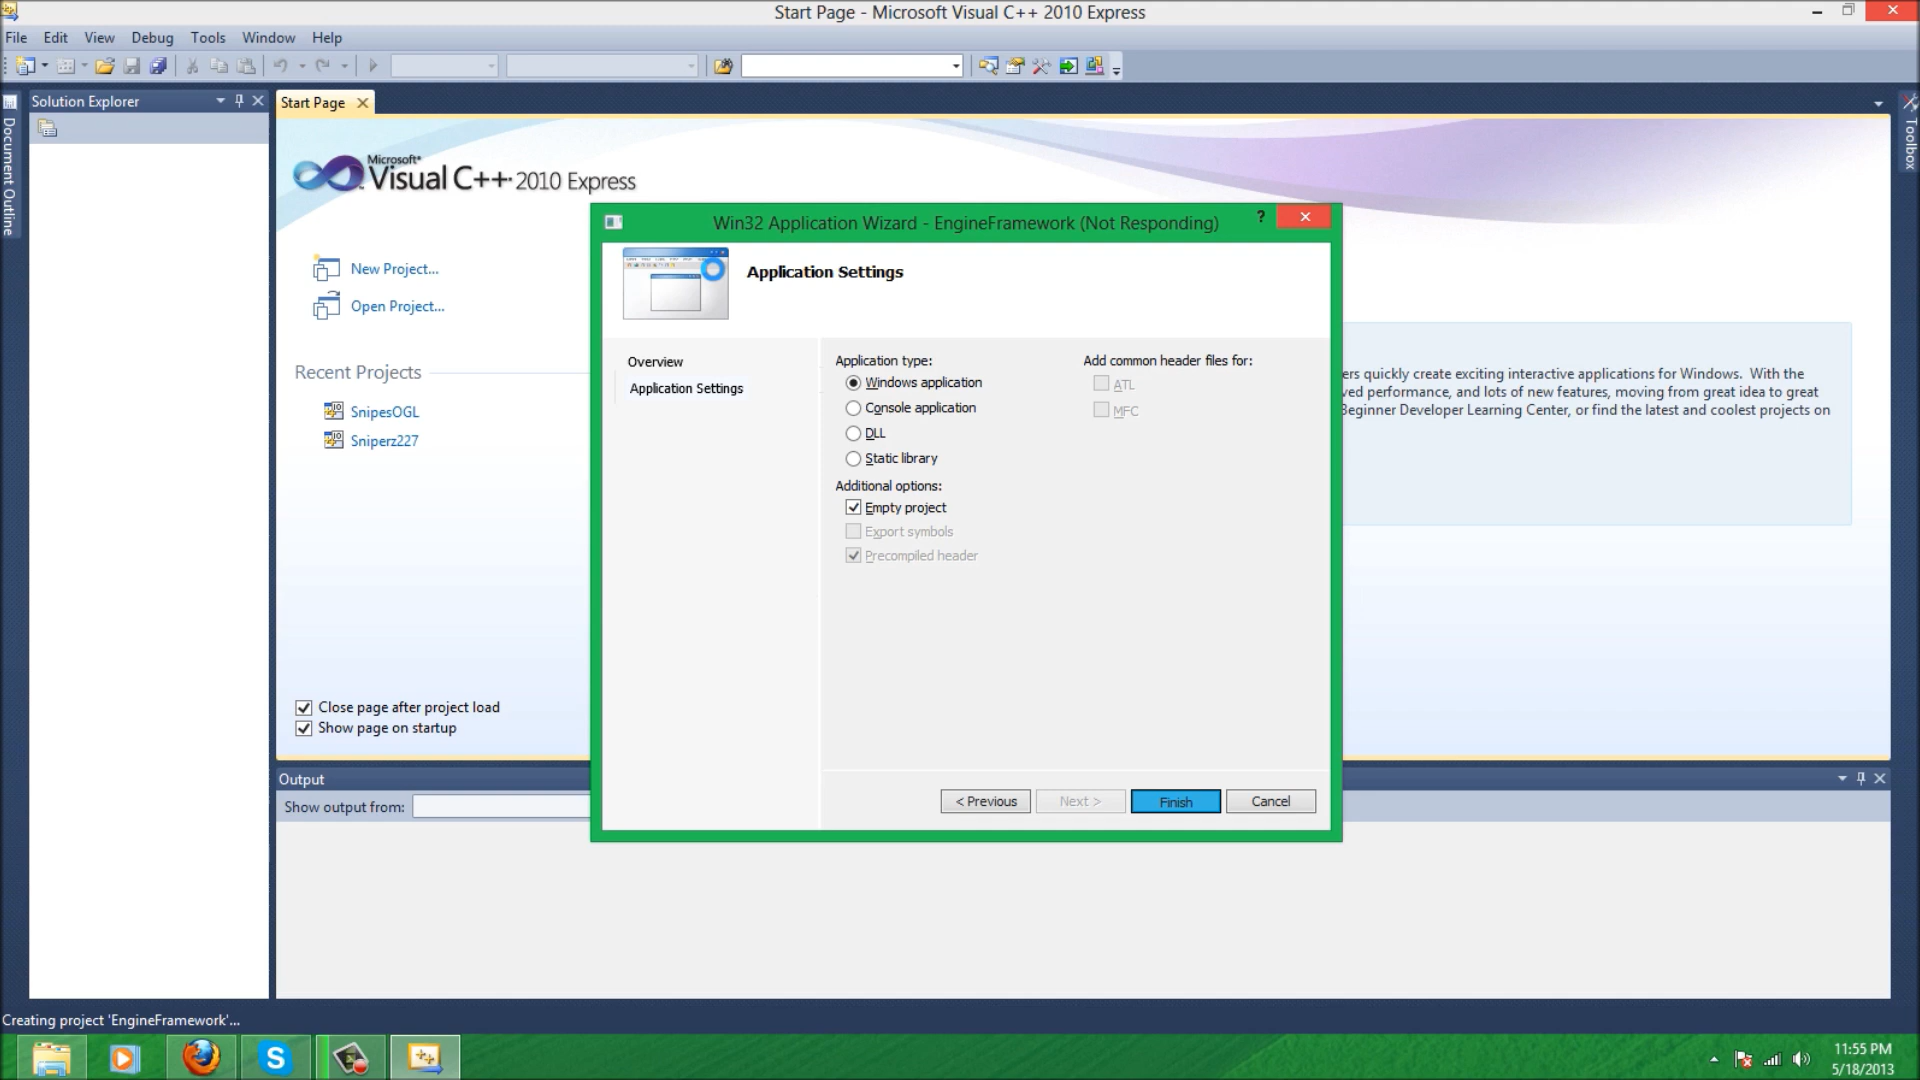 Start Page - Microsoft Visual C++ 2010 Express
File Edit View Debug Tools Window Help
Document Outline
Solution Explorer
Start Page
Toolbox
Microsoft
Visual C++ 2010 Express
New Project...
Open Project...
Recent Projects
SnipesOGL
Sniperz227
Close page after project load
Show page on startup
ers quickly create exciting interactive applications for Windows. With the
ved performance, and lots of new features, moving from great idea to great
Beginner Developer Learning Center, or find the latest and coolest projects on
Win32 Application Wizard - EngineFramework (Not Responding)
?
Application Settings
Overview
Application Settings
Application type:
Windows application
Console application
DLL
Static library
Additional options:
Empty project
Export symbols
Precompiled header
Add common header files for:
ATL
MFC
< Previous
Next >
Finish
Cancel
Output
Show output from:
Creating project 'EngineFramework'...
11:55 PM
5/18/2013